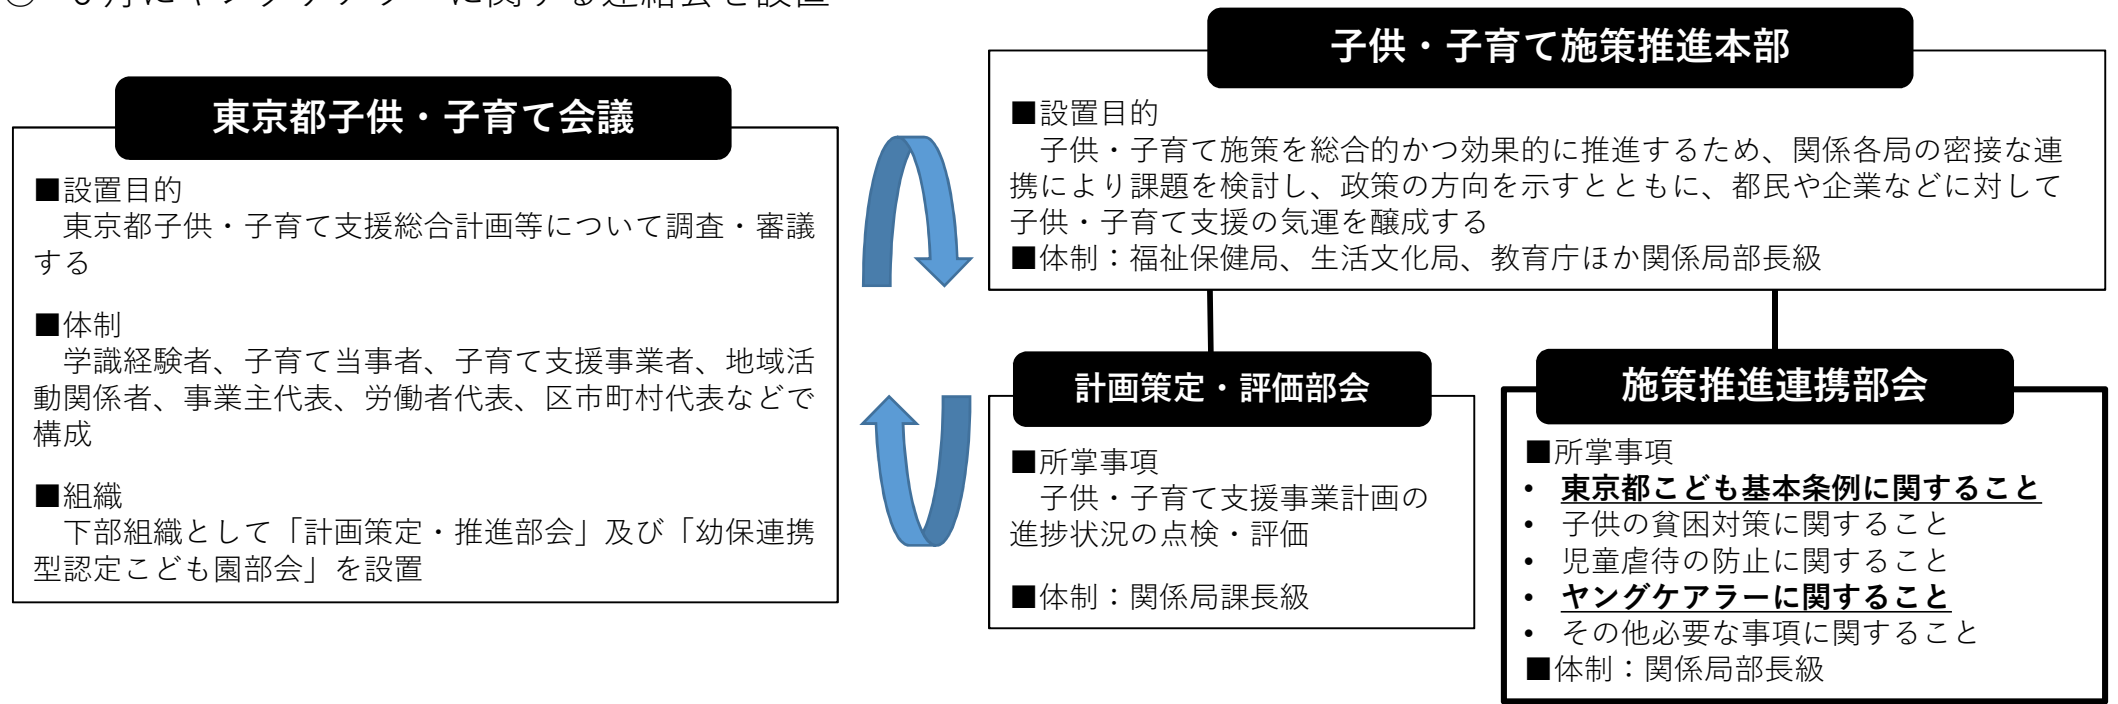 月にヤングケアラーに関する連絡会を設置
東京都子供・子育て会議
■設置目的
　東京都子供・子育て支援総合計画等について調査・審議
する
■体制
　学識経験者、子育て当事者、子育て支援事業者、地域活
動関係者、事業主代表、労働者代表、区市町村代表などで
構成
■組織
　下部組織として「計画策定・推進部会」及び「幼保連携
型認定こども園部会」を設置
子供・子育て施策推進本部
■設置目的
　子供・子育て施策を総合的かつ効果的に推進するため、関係各局の密接な連
携により課題を検討し、政策の方向を示すとともに、都民や企業などに対して
子供・子育て支援の気運を醸成する
■体制：福祉保健局、生活文化局、教育庁ほか関係局部長級
計画策定・評価部会
■所掌事項
　子供・子育て支援事業計画の
進捗状況の点検・評価
■体制：関係局課長級
施策推進連携部会
■所掌事項
• 東京都こども基本条例に関すること
• 子供の貧困対策に関すること
• 児童虐待の防止に関すること
• ヤングケアラーに関すること
• その他必要な事項に関すること
■体制：関係局部長級